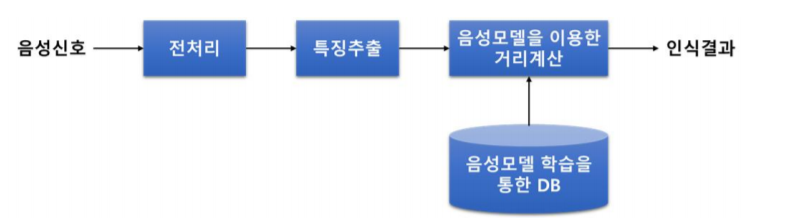 음성신호
전처리
특징추출
음성모델을 이용한
거리계산
인식결과
음성모델 학습을
통한 DB